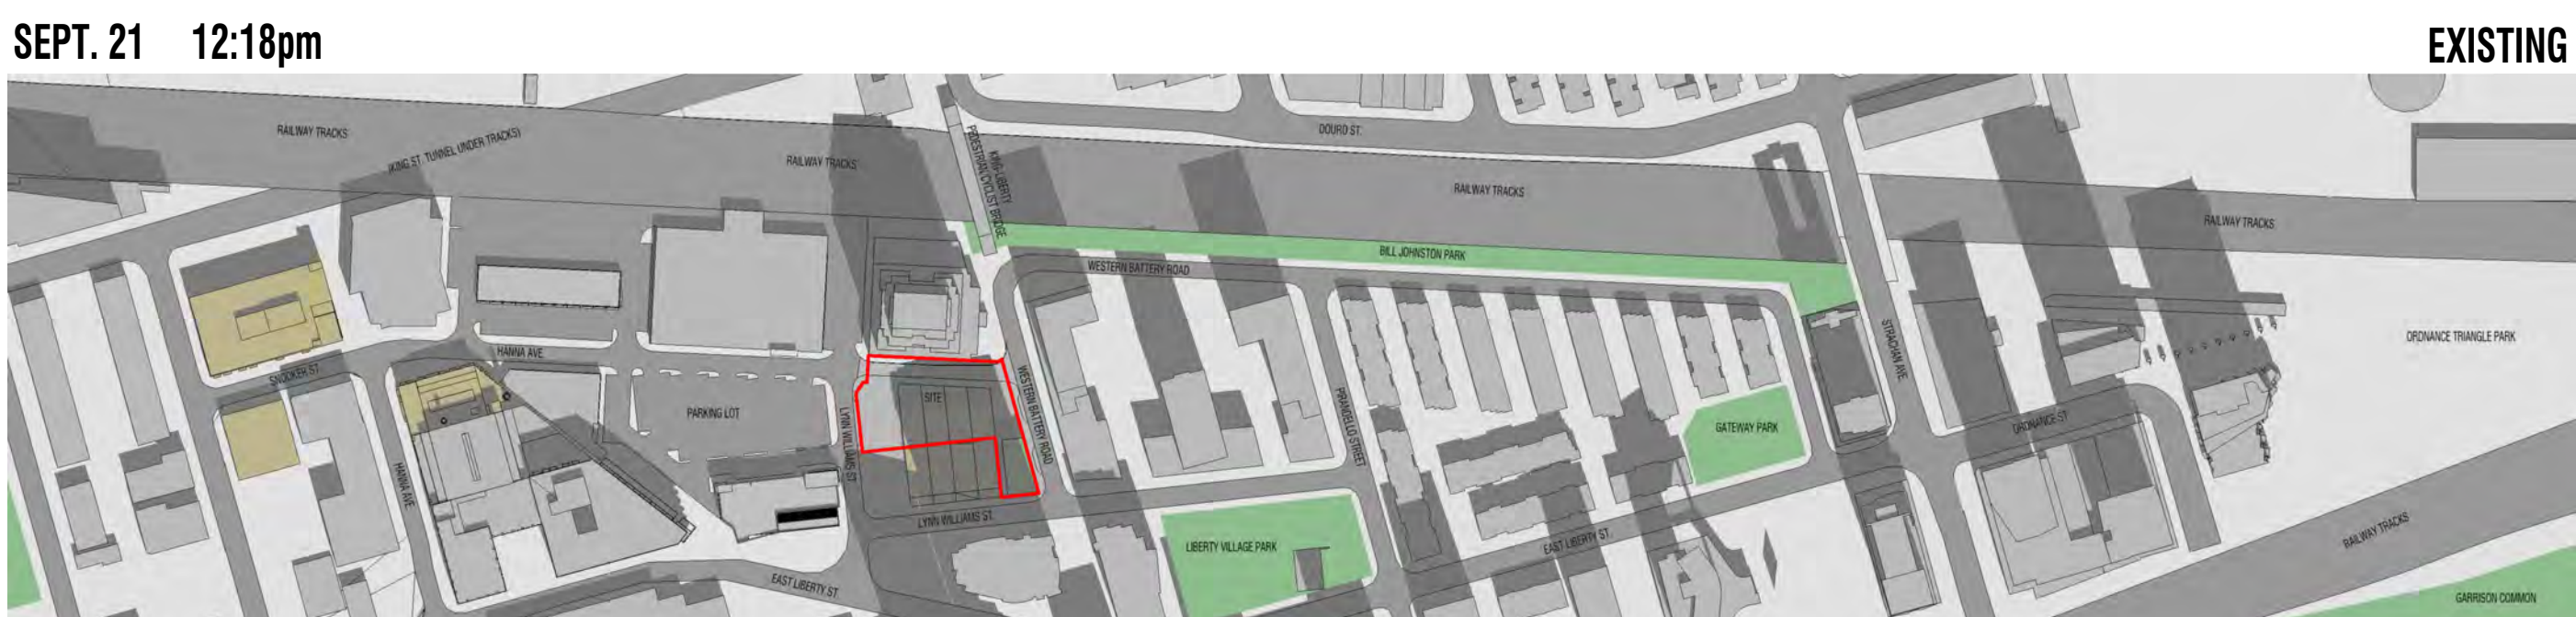 SEPT. 21 12:18pm
EXISTING
RAILWAY TRACKS
(KING ST. TUNNEL UNDER TRACKS)
RAILWAY TRACKS
KING-LIBERTY
PEDESTRIAN/CYCLIST BRIDGE
DOURO ST.
RAILWAY TRACKS
RAILWAY TRACKS
BILL JOHNSTON PARK
WESTERN BATTERY ROAD
HANNA AVE.
SNOOKER ST.
STRACHAN AVE.
ORDNANCE TRIANGLE PARK
SITE
PARKING LOT
LYNN WILLIAMS ST.
WESTERN BATTERY ROAD
PIRANDELLO STREET
GATEWAY PARK
ORDNANCE ST.
HANNA AVE.
LYNN WILLIAMS ST.
LIBERTY VILLAGE PARK
EAST LIBERTY ST.
RAILWAY TRACKS
EAST LIBERTY ST.
GARRISON COMMON